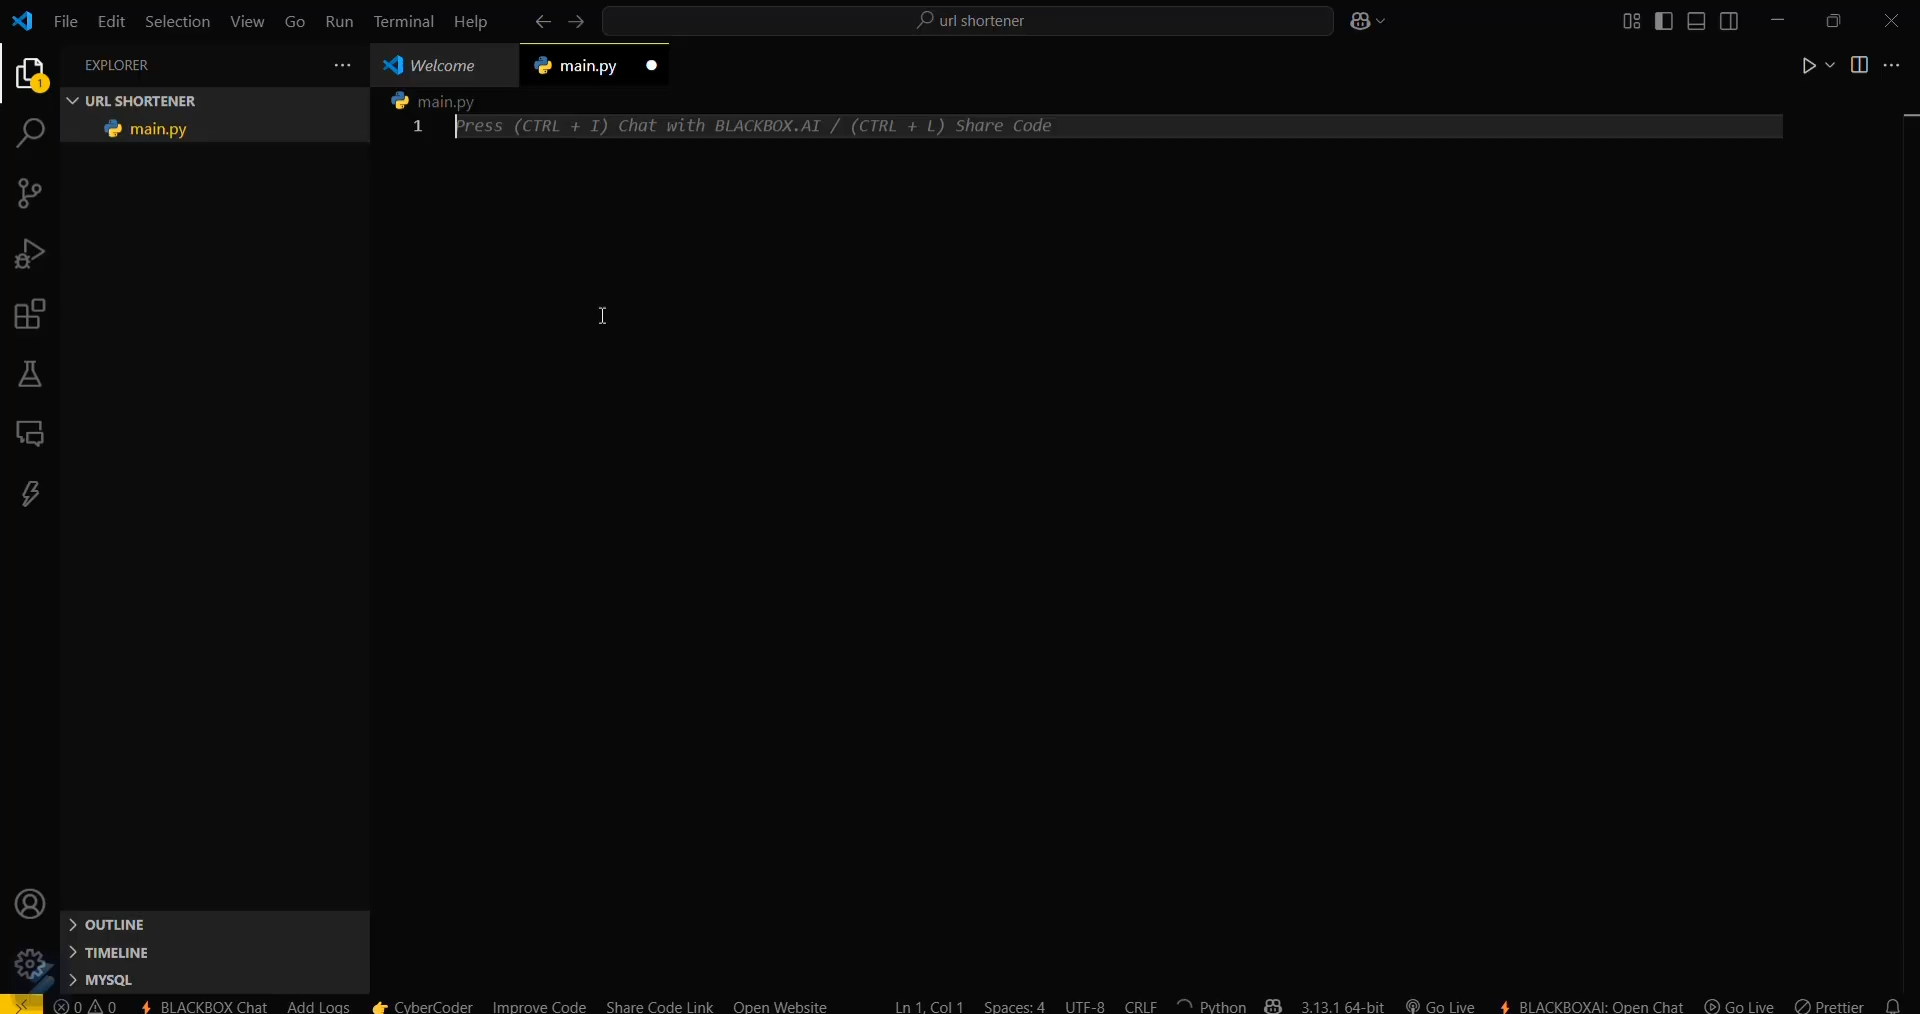 File Edit Selection View Go Run Terminal Help
url shortener
1
EXPLORER
Welcome
main.py
URL SHORTENER
main.py
main.py
1 Press (CTRL + I) Chat with BLACKBOX.AI / (CTRL + L) Share Code
OUTLINE
TIMELINE
MYSQL
0 0 BLACKBOX Chat Add Logs CyberCoder Improve Code Share Code Link Open Website Ln 1, Col 1 Spaces: 4 UTF-8 CRLF Python 3.13.1 64-bit Go Live BLACKBOXAI: Open Chat Go Live Prettier